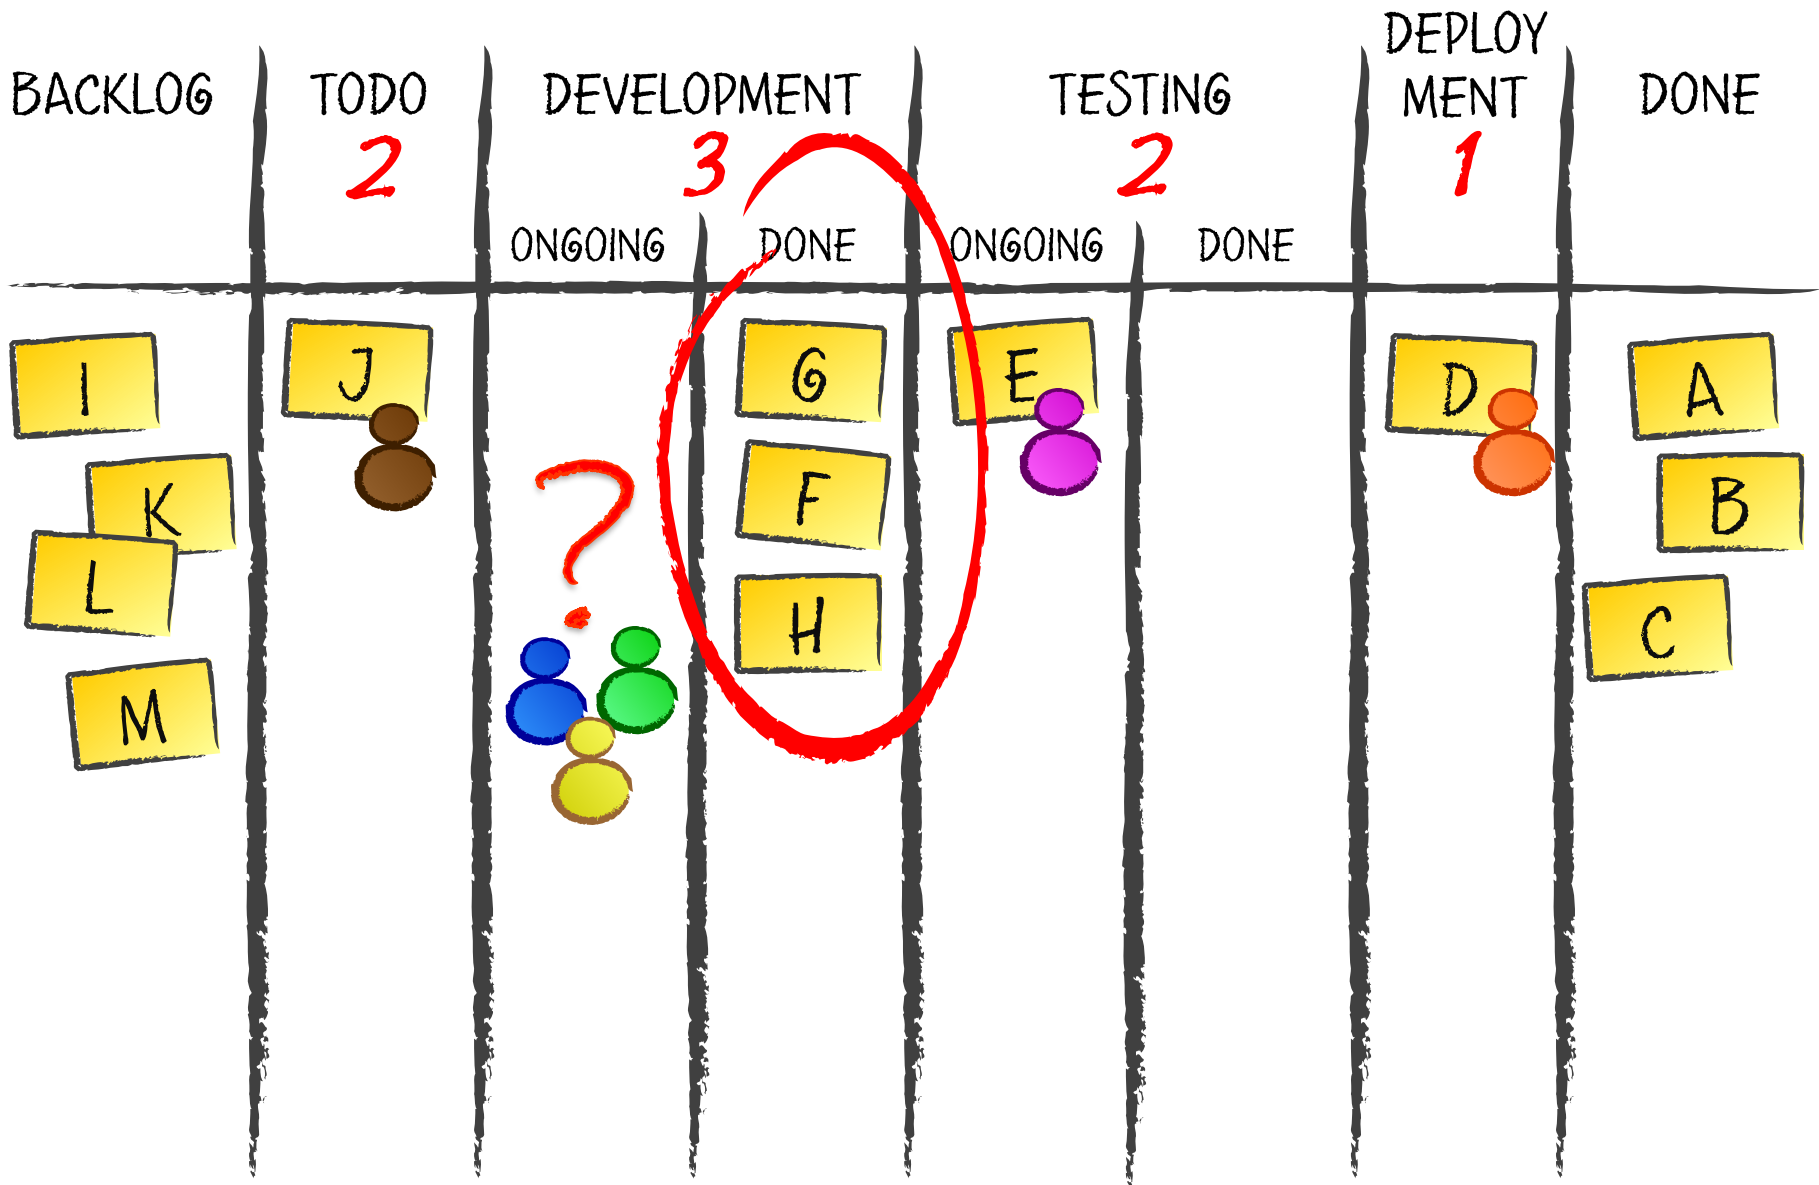 BACKLOG
TODO
2
DEVELOPMENT
3
ONGOING
DONE
TESTING
2
ONGOING
DONE
DEPLOY
MENT
1
DONE
I
K
L
M
J
?
G
F
H
E
D
A
B
C